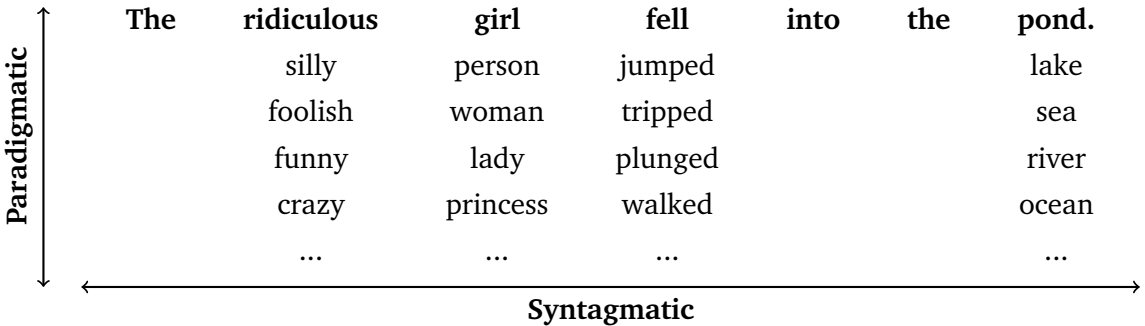 The ridiculous girl fell into the pond.
silly person jumped lake
foolish woman tripped sea
funny lady plunged river
crazy princess walked ocean
... ... ... ...
Paradigmatic
Syntagmatic